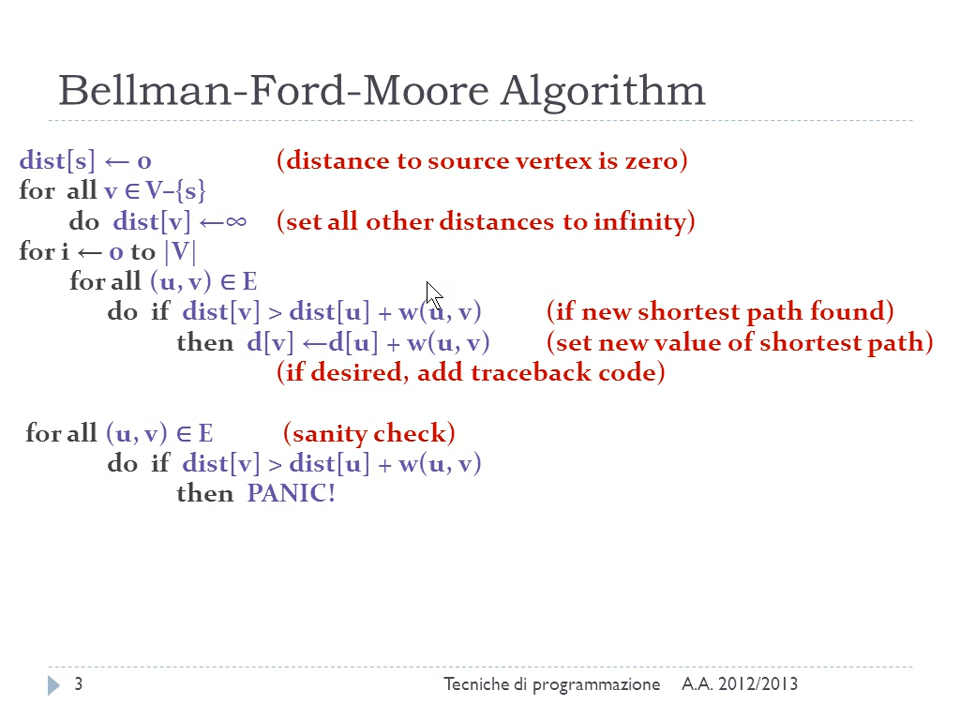 Bellman-Ford-Moore Algorithm
dist[s] ← 0 (distance to source vertex is zero)
for all v ∈ V–{s}
do dist[v] ←∞ (set all other distances to infinity)
for i ← 0 to |V|
for all (u, v) ∈ E
do if dist[v] > dist[u] + w(u, v) (if new shortest path found)
then d[v] ←d[u] + w(u, v) (set new value of shortest path)
(if desired, add traceback code)
for all (u, v) ∈ E (sanity check)
do if dist[v] > dist[u] + w(u, v)
then PANIC!
3 Tecniche di programmazione A.A. 2012/2013